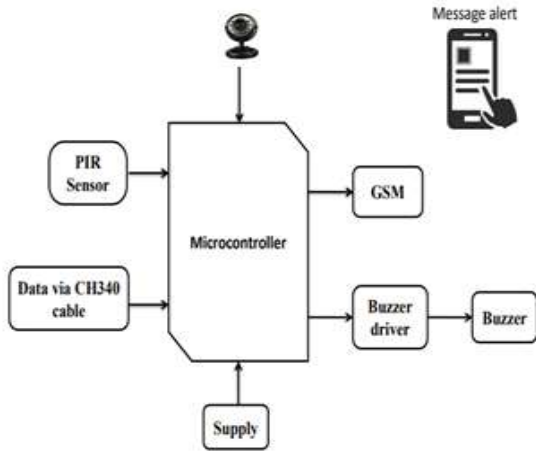 Message alert
PIR
Sensor
GSM
Microcontroller
Data via CH340
cable
Buzzer
driver
Buzzer
Supply